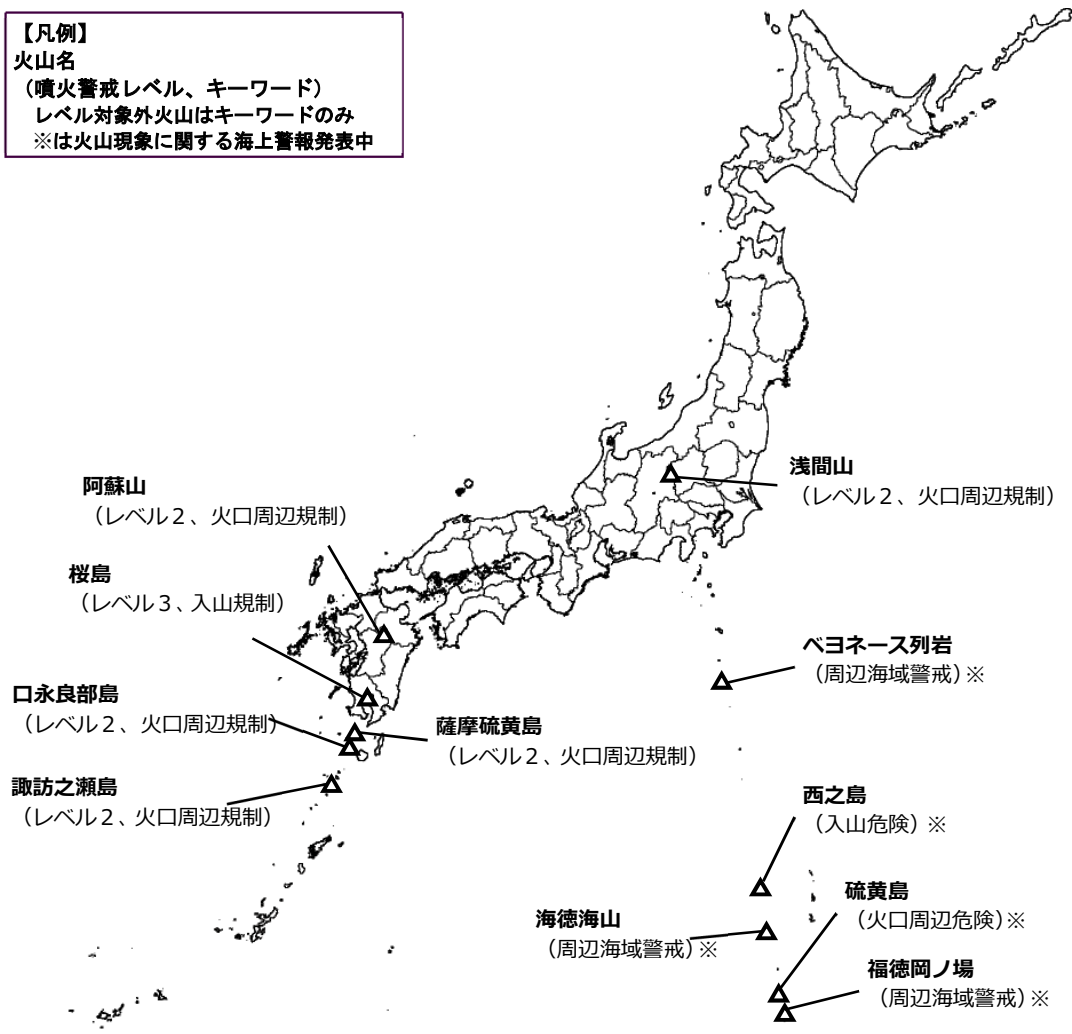 【凡例】
火山名
（噴火警戒レベル、キーワード）
レベル対象外火山はキーワードのみ
※は火山現象に関する海上警報発表中
浅間山
（レベル２、火口周辺規制）
阿蘇山
（レベル２、火口周辺規制）
桜島
（レベル３、入山規制）
ベヨネース列岩
（周辺海域警戒）※
口永良部島
（レベル２、火口周辺規制）
薩摩硫黄島
（レベル２、火口周辺規制）
諏訪之瀬島
（レベル２、火口周辺規制）
西之島
（入山危険）※
硫黄島
（火口周辺危険）※
海徳海山
（周辺海域警戒）※
福徳岡ノ場
（周辺海域警戒）※